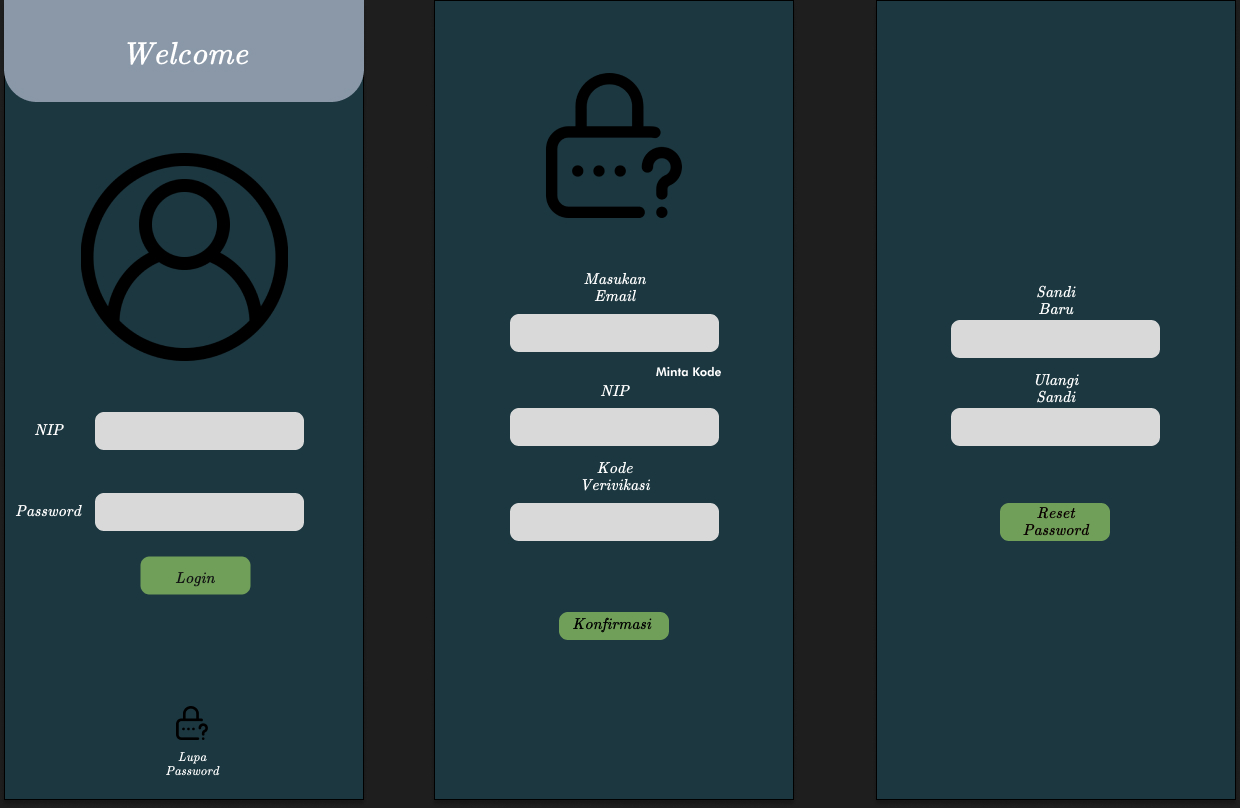 Welcome
NIP
Password
Login
Lupa
Password
Masukan
Email
Minta Kode
NIP
Kode
Verivikasi
Konfirmasi
Sandi
Baru
Ulangi
Sandi
Reset
Password